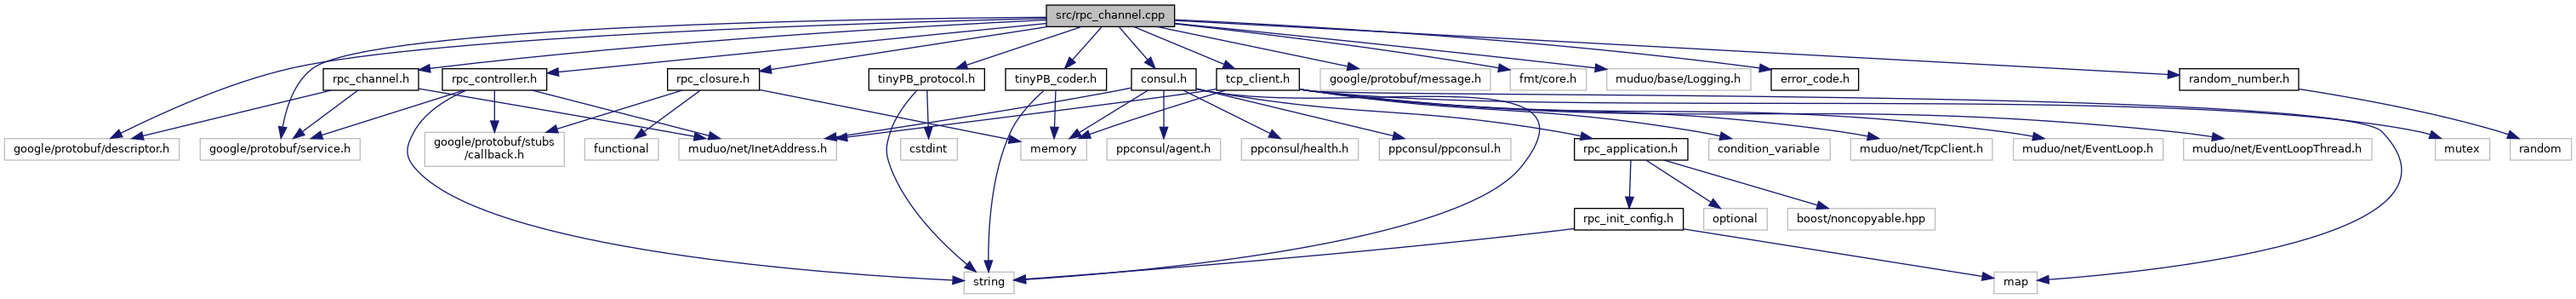 src/rpc_channel.cpp
rpc_channel.h
rpc_controller.h
rpc_closure.h
tinyPB_protocol.h
tinyPB_coder.h
consul.h
tcp_client.h
google/protobuf/message.h
fmt/core.h
muduo/base/Logging.h
error_code.h
random_number.h
google/protobuf/descriptor.h
google/protobuf/service.h
google/protobuf/stubs
/callback.h
functional
muduo/net/InetAddress.h
cstdint
memory
ppconsul/agent.h
ppconsul/health.h
ppconsul/ppconsul.h
rpc_application.h
condition_variable
muduo/net/TcpClient.h
muduo/net/EventLoop.h
muduo/net/EventLoopThread.h
mutex
random
rpc_init_config.h
optional
boost/noncopyable.hpp
string
map